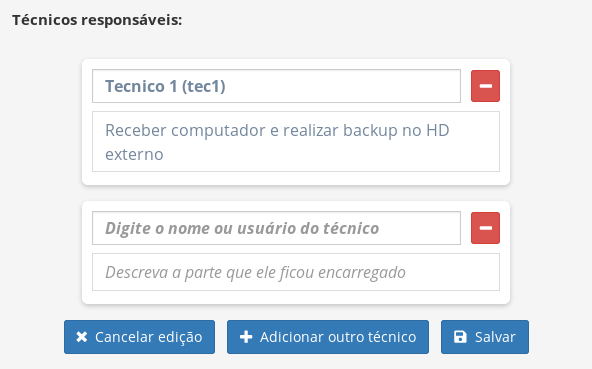 Técnicos responsáveis:
Tecnico 1 (tec1)
Receber computador e realizar backup no HD
externo
Digite o nome ou usuário do técnico
Descreva a parte que ele ficou encarregado
Cancelar edição
Adicionar outro técnico
Salvar